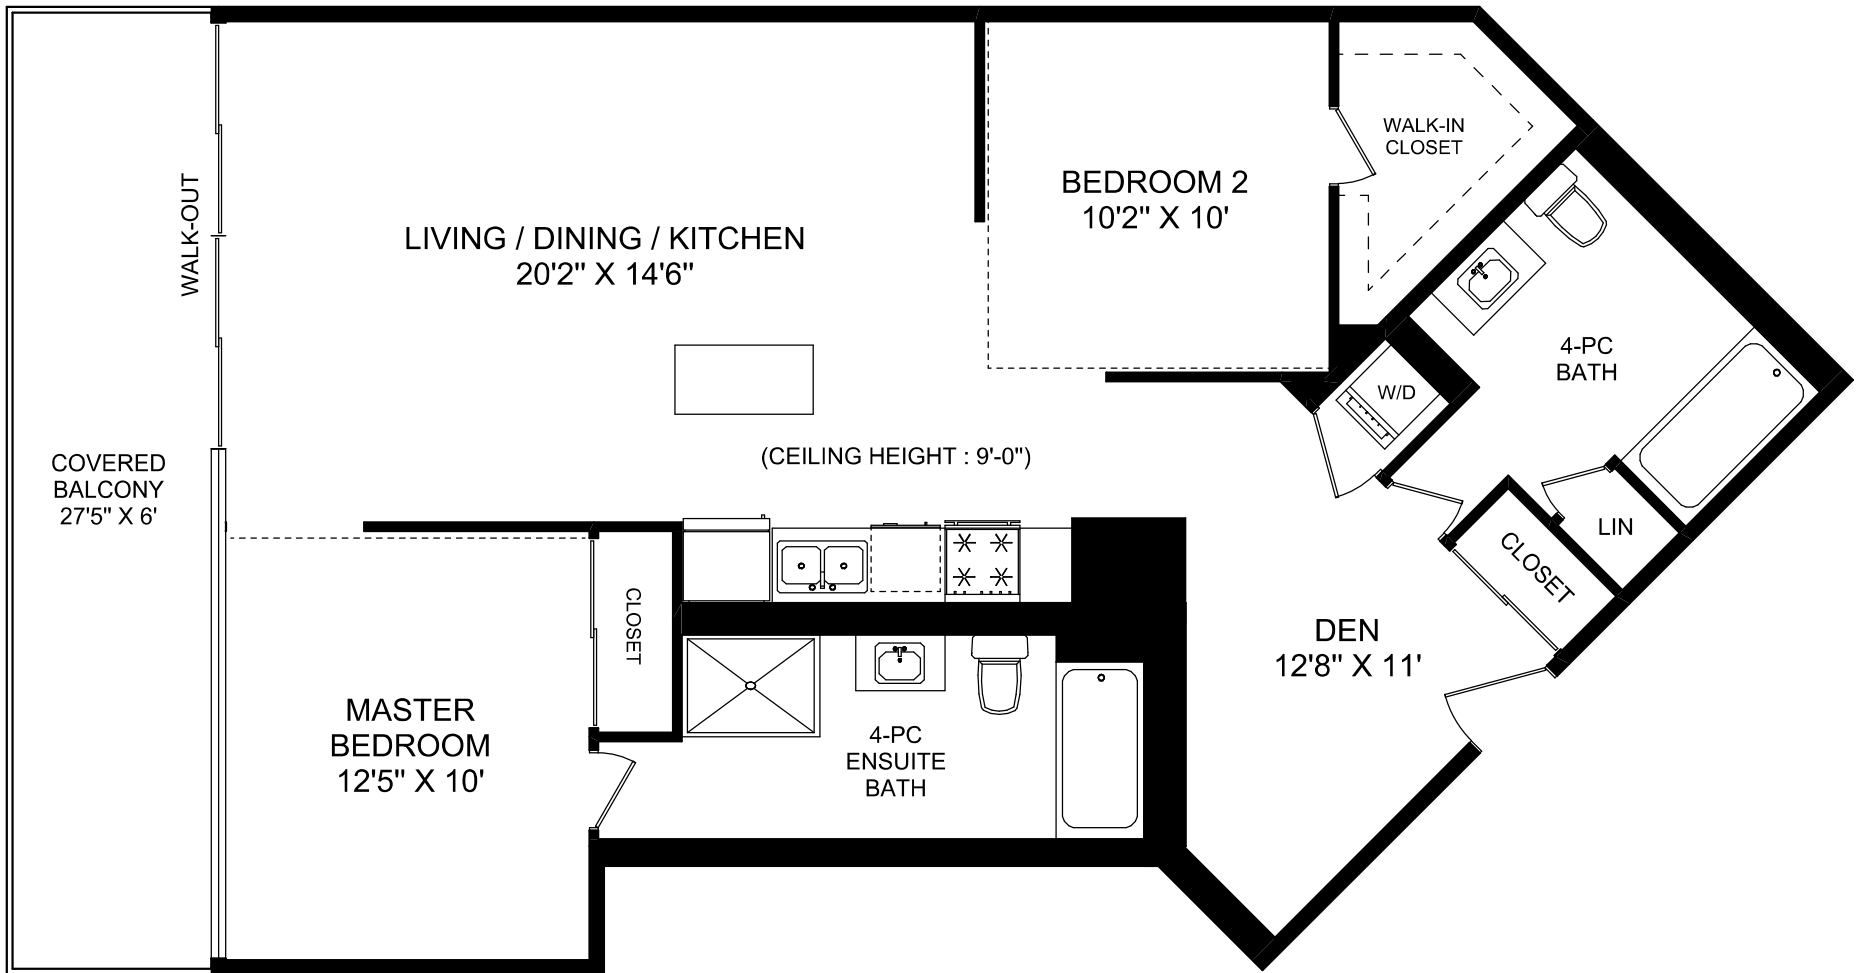 WALK-OUT
LIVING / DINING / KITCHEN
20'2" X 14'6"
BEDROOM 2
10'2" X 10'
WALK-IN
CLOSET
4-PC
BATH
W/D
(CEILING HEIGHT : 9'-0")
COVERED
BALCONY
27'5" X 6'
LIN
CLOSET
CLOSET
DEN
12'8" X 11'
MASTER
BEDROOM
12'5" X 10'
4-PC
ENSUITE
BATH